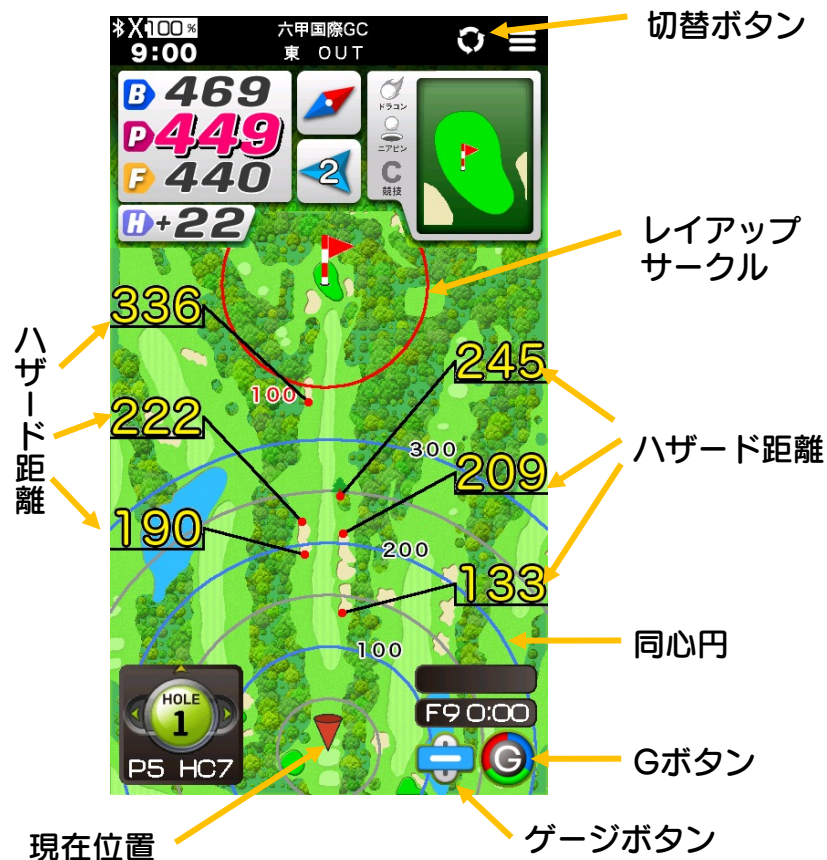 切替ボタン
X 100%
9:00
六甲国際GC
東 OUT
B 469
P 449
F 440
H +22
2
ドラコン
ニアピン
C
競技
レイアップ
サークル
336
222
190
ハザード距離
245
209
133
ハザード距離
100
300
200
100
同心円
HOLE
1
P5 HC7
F9 0:00
G
Gボタン
ゲージボタン
現在位置